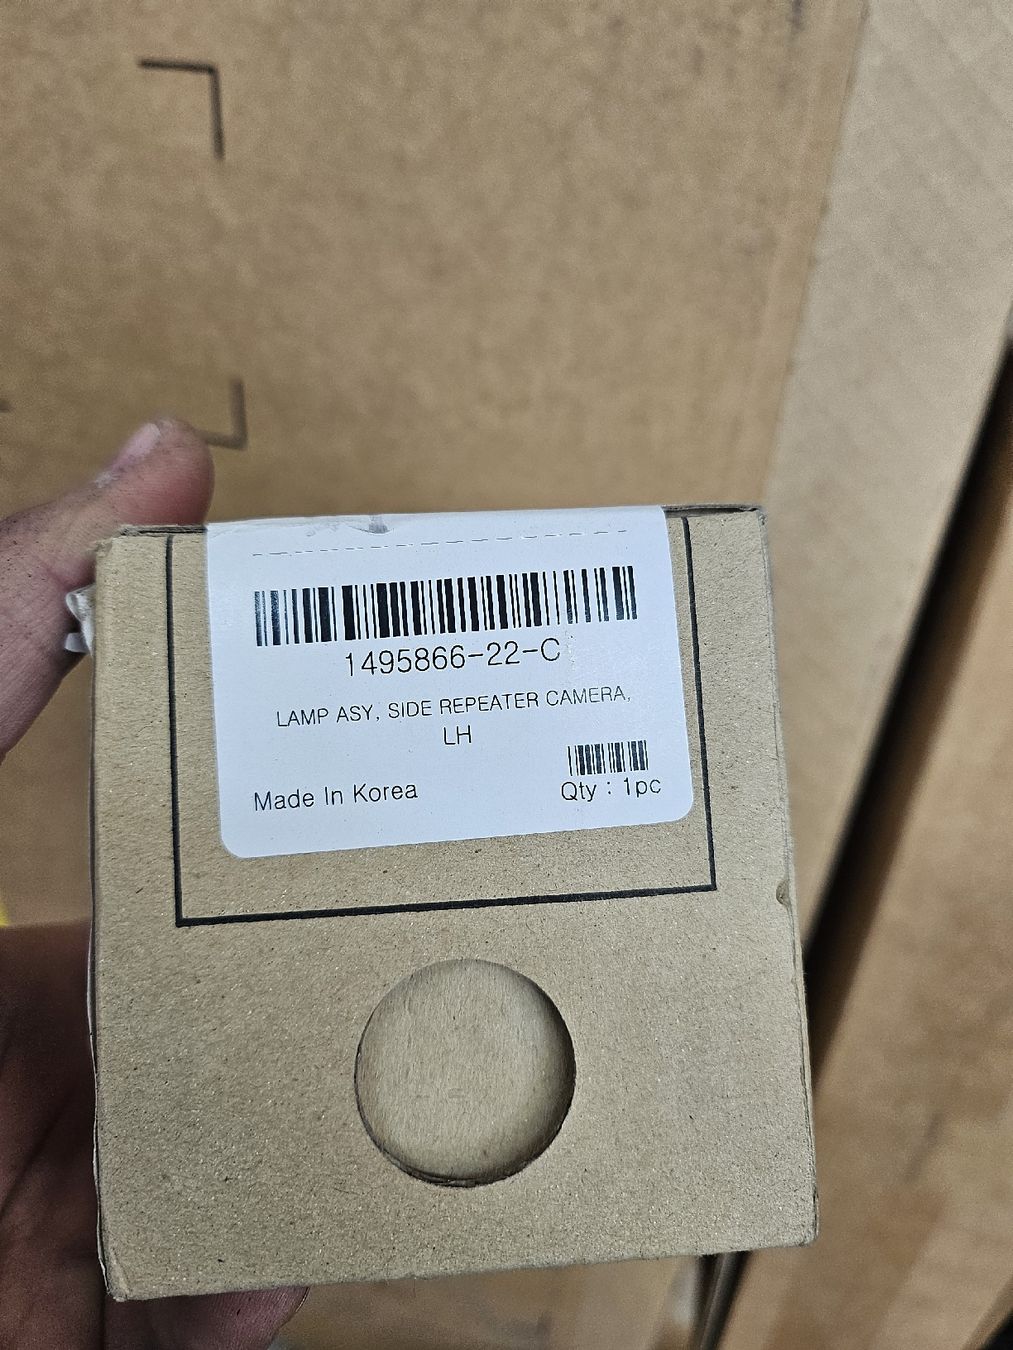 1495866-22-C
LAMP ASY, SIDE REPEATER CAMERA,
LH
Made In Korea
Qty : 1pc